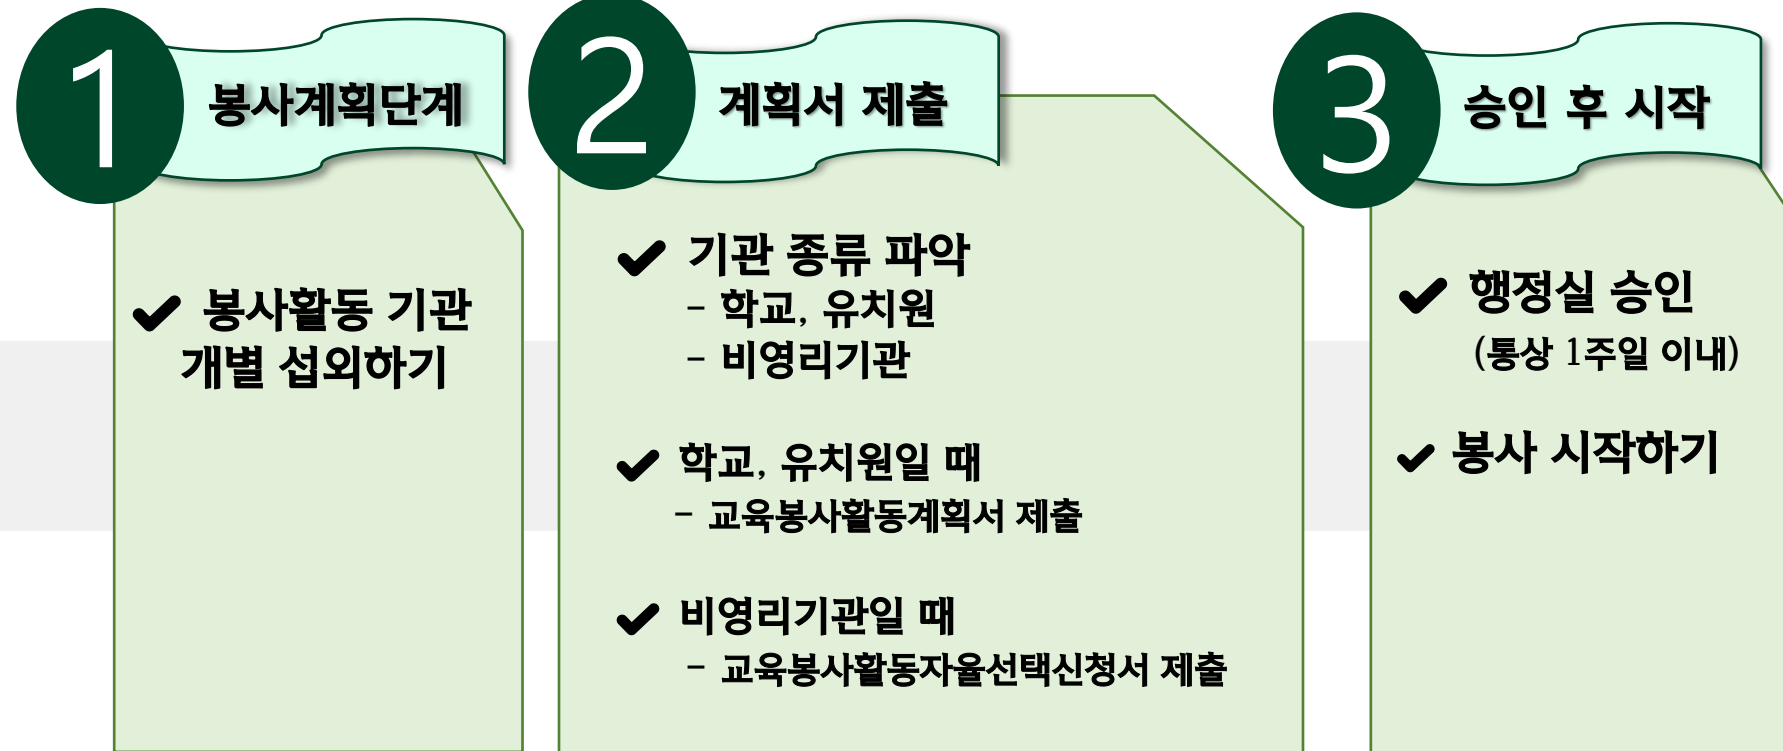 1
봉사계획단계
✔ 봉사활동 기관
개별 섭외하기
2
계획서 제출
✔ 기관 종류 파악
- 학교, 유치원
- 비영리기관
✔ 학교, 유치원일 때
- 교육봉사활동계획서 제출
✔ 비영리기관일 때
- 교육봉사활동자율선택신청서 제출
3
승인 후 시작
✔ 행정실 승인
(통상 1주일 이내)
✔ 봉사 시작하기